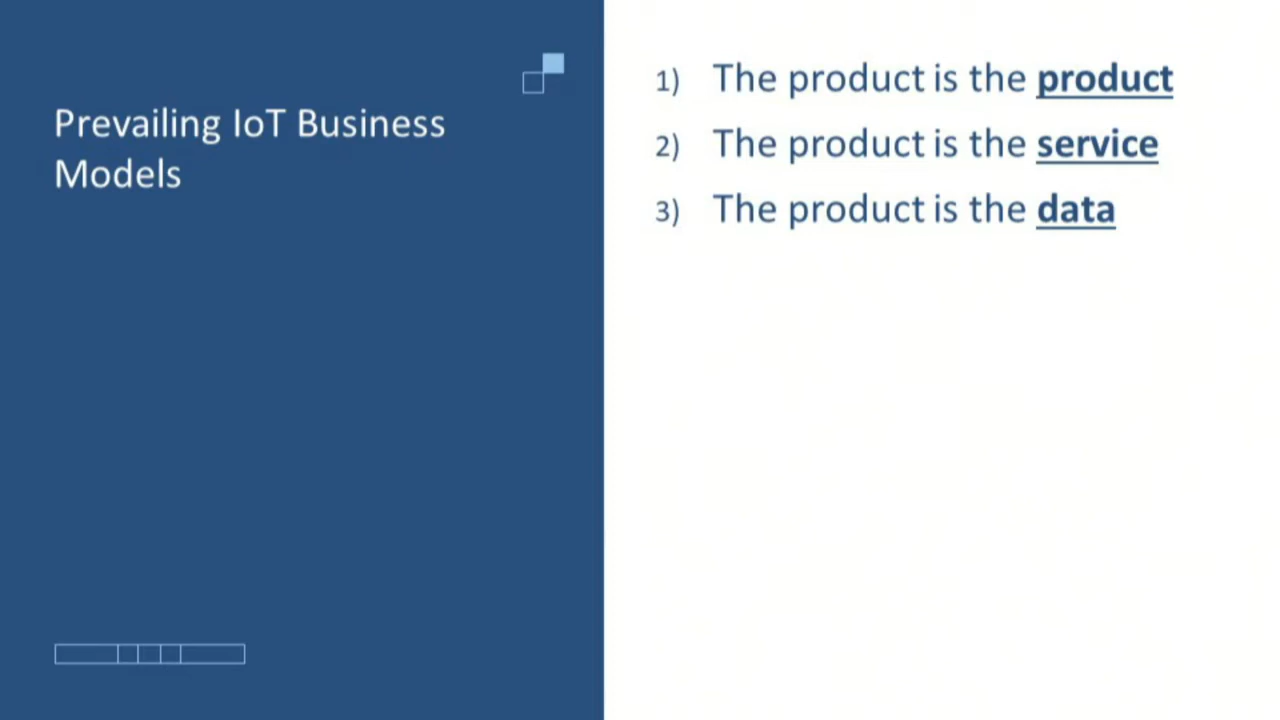 Prevailing IoT Business
Models
1) The product is the product
2) The product is the service
3) The product is the data